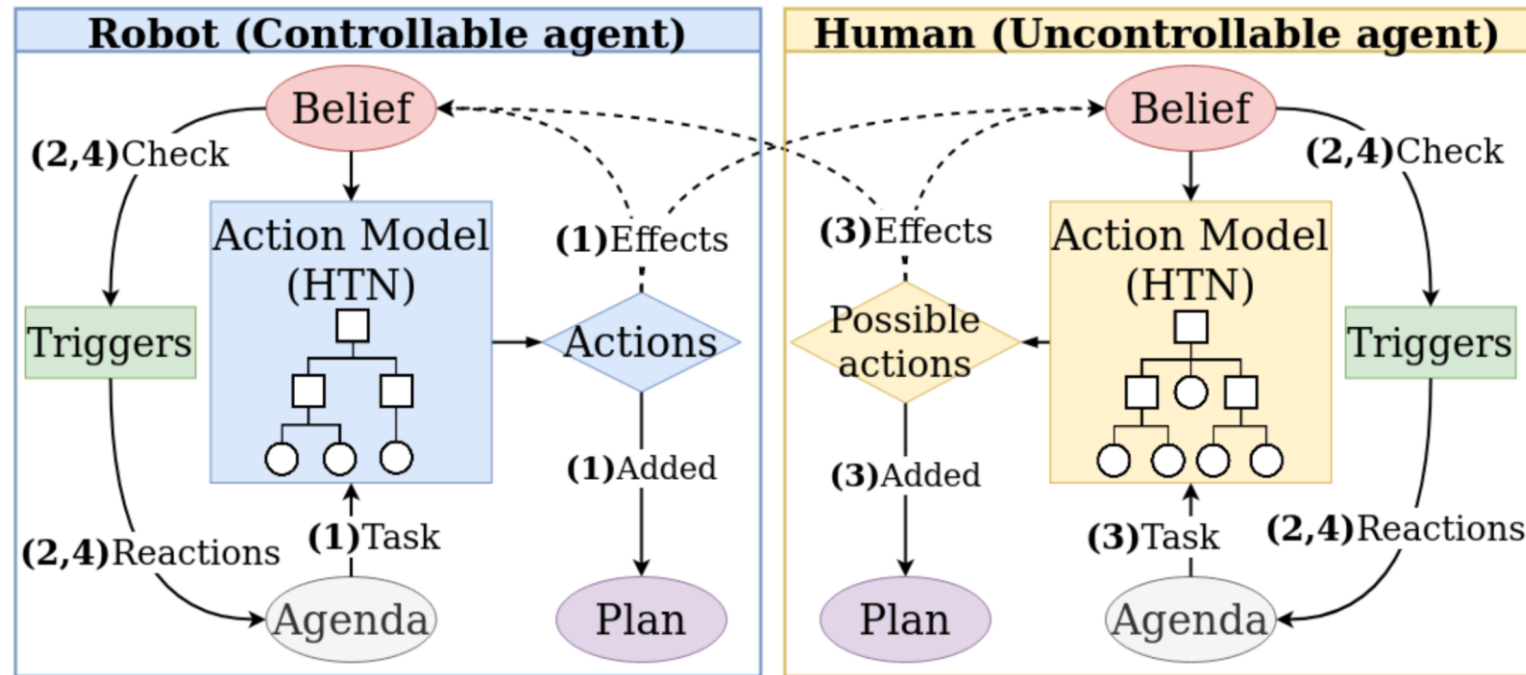 Robot (Controllable agent)
Belief
(2,4)Check
Action Model
(HTN)
(1)Effects
Triggers
Actions
(1)Added
(2,4)Reactions
(1)Task
Agenda
Plan
Human (Uncontrollable agent)
Belief
(2,4)Check
(3)Effects
Action Model
(HTN)
Possible
actions
Triggers
(3)Added
(3)Task
(2,4)Reactions
Plan
Agenda